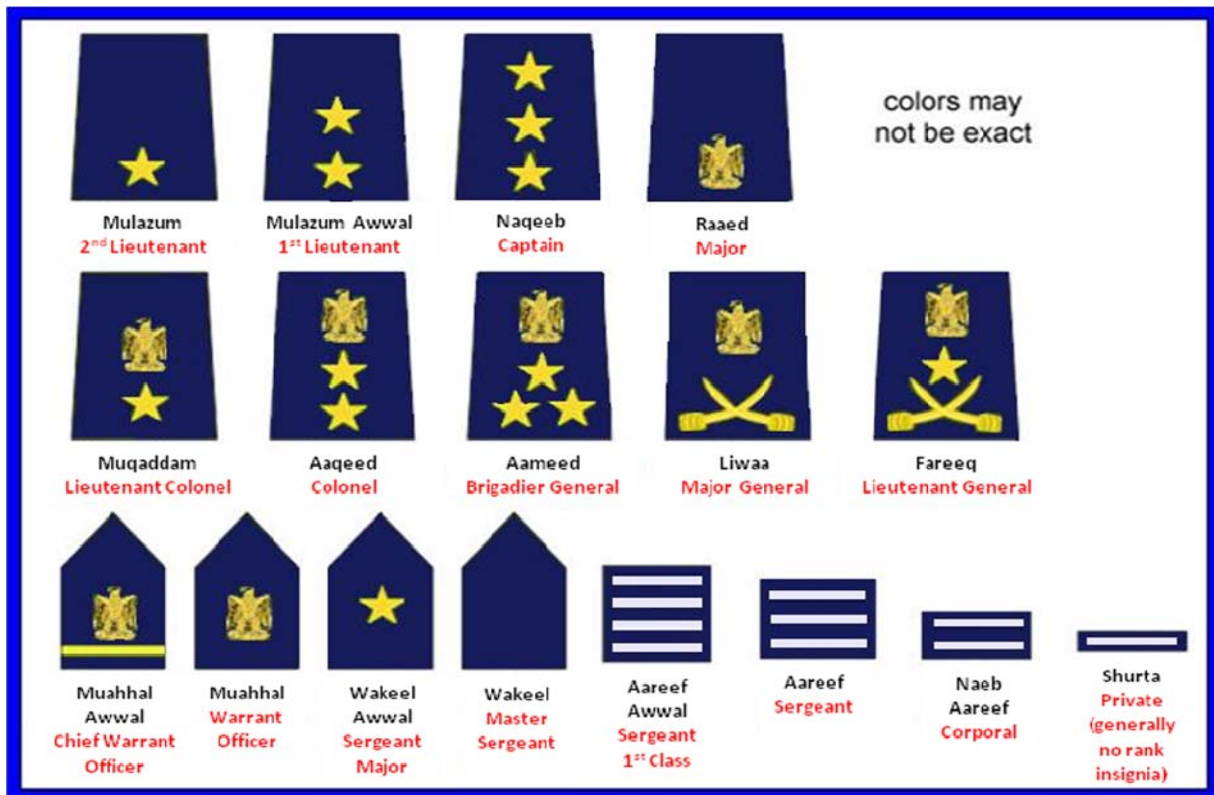 colors may
not be exact
Mulazum
2nd Lieutenant
Mulazum Awwal
1st Lieutenant
Naqeeb
Captain
Raaed
Major
Muqaddam
Lieutenant Colonel
Aaqeed
Colonel
Aameed
Brigadier General
Liwaa
Major General
Fareeq
Lieutenant General
Muahhal
Awwal
Chief Warrant
Officer
Muahhal
Warrant
Officer
Wakeel
Awwal
Sergeant
Major
Wakeel
Master
Sergeant
Aareef
Awwal
Sergeant
1st Class
Aareef
Sergeant
Naeb
Aareef
Corporal
Shurta
Private
(generally
no rank
insignia)